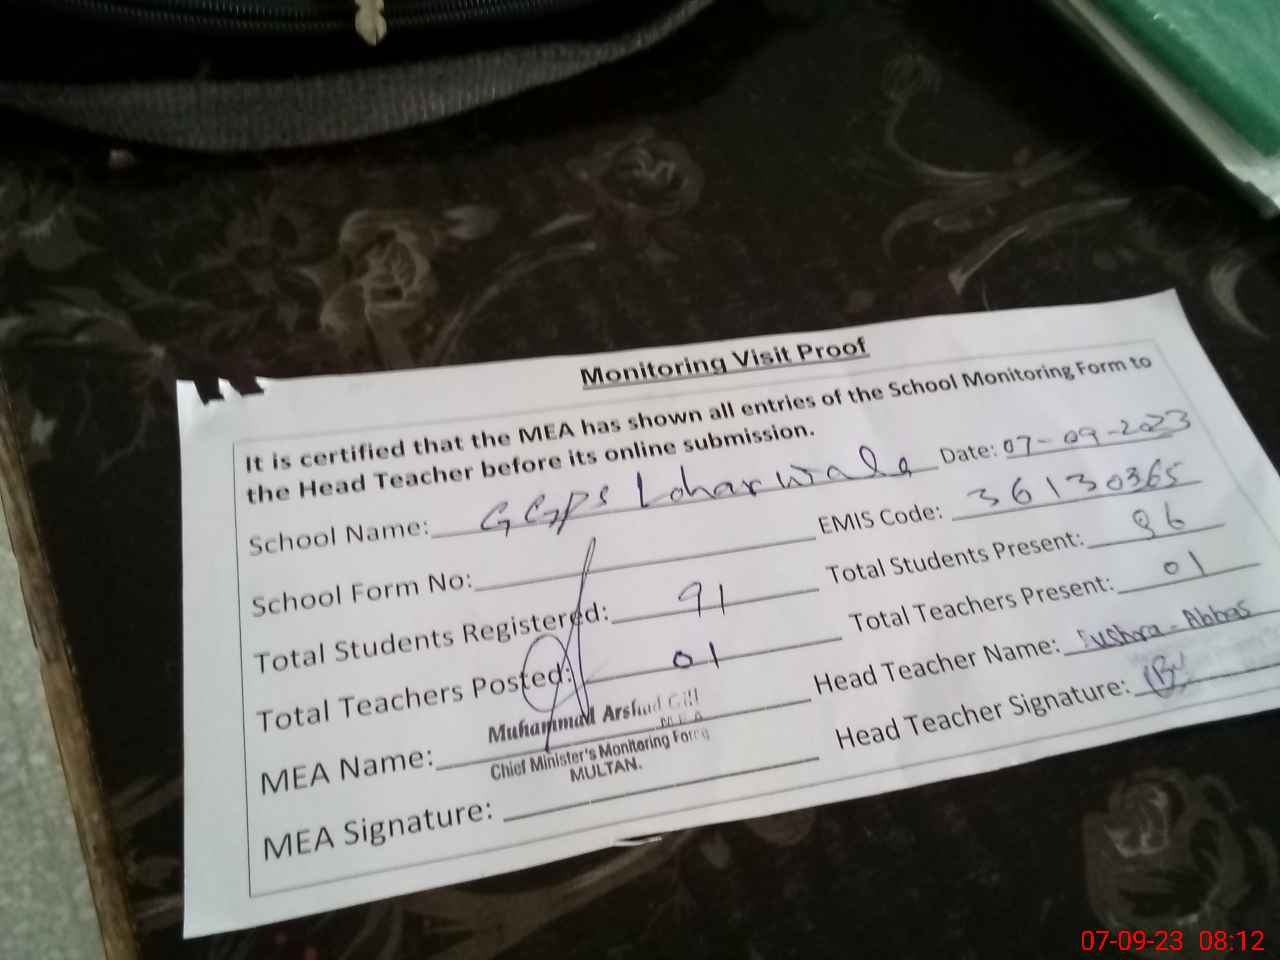 Monitoring Visit Proof
It is certified that the MEA has shown all entries of the School Monitoring Form to
the Head Teacher before its online submission.
School Name: GGPS Loharwala Date: 07-09-2023
School Form No: EMIS Code: 36130365
Total Students Registered: 91 Total Students Present: 86
Total Teachers Posted: 01 Total Teachers Present: 01
MEA Name: Muhammad Arshad Gill Head Teacher Name: Bushra - Abbas
M E A
Chief Minister's Monitoring Force
MULTAN.
MEA Signature: Head Teacher Signature:
07-09-23 08:12